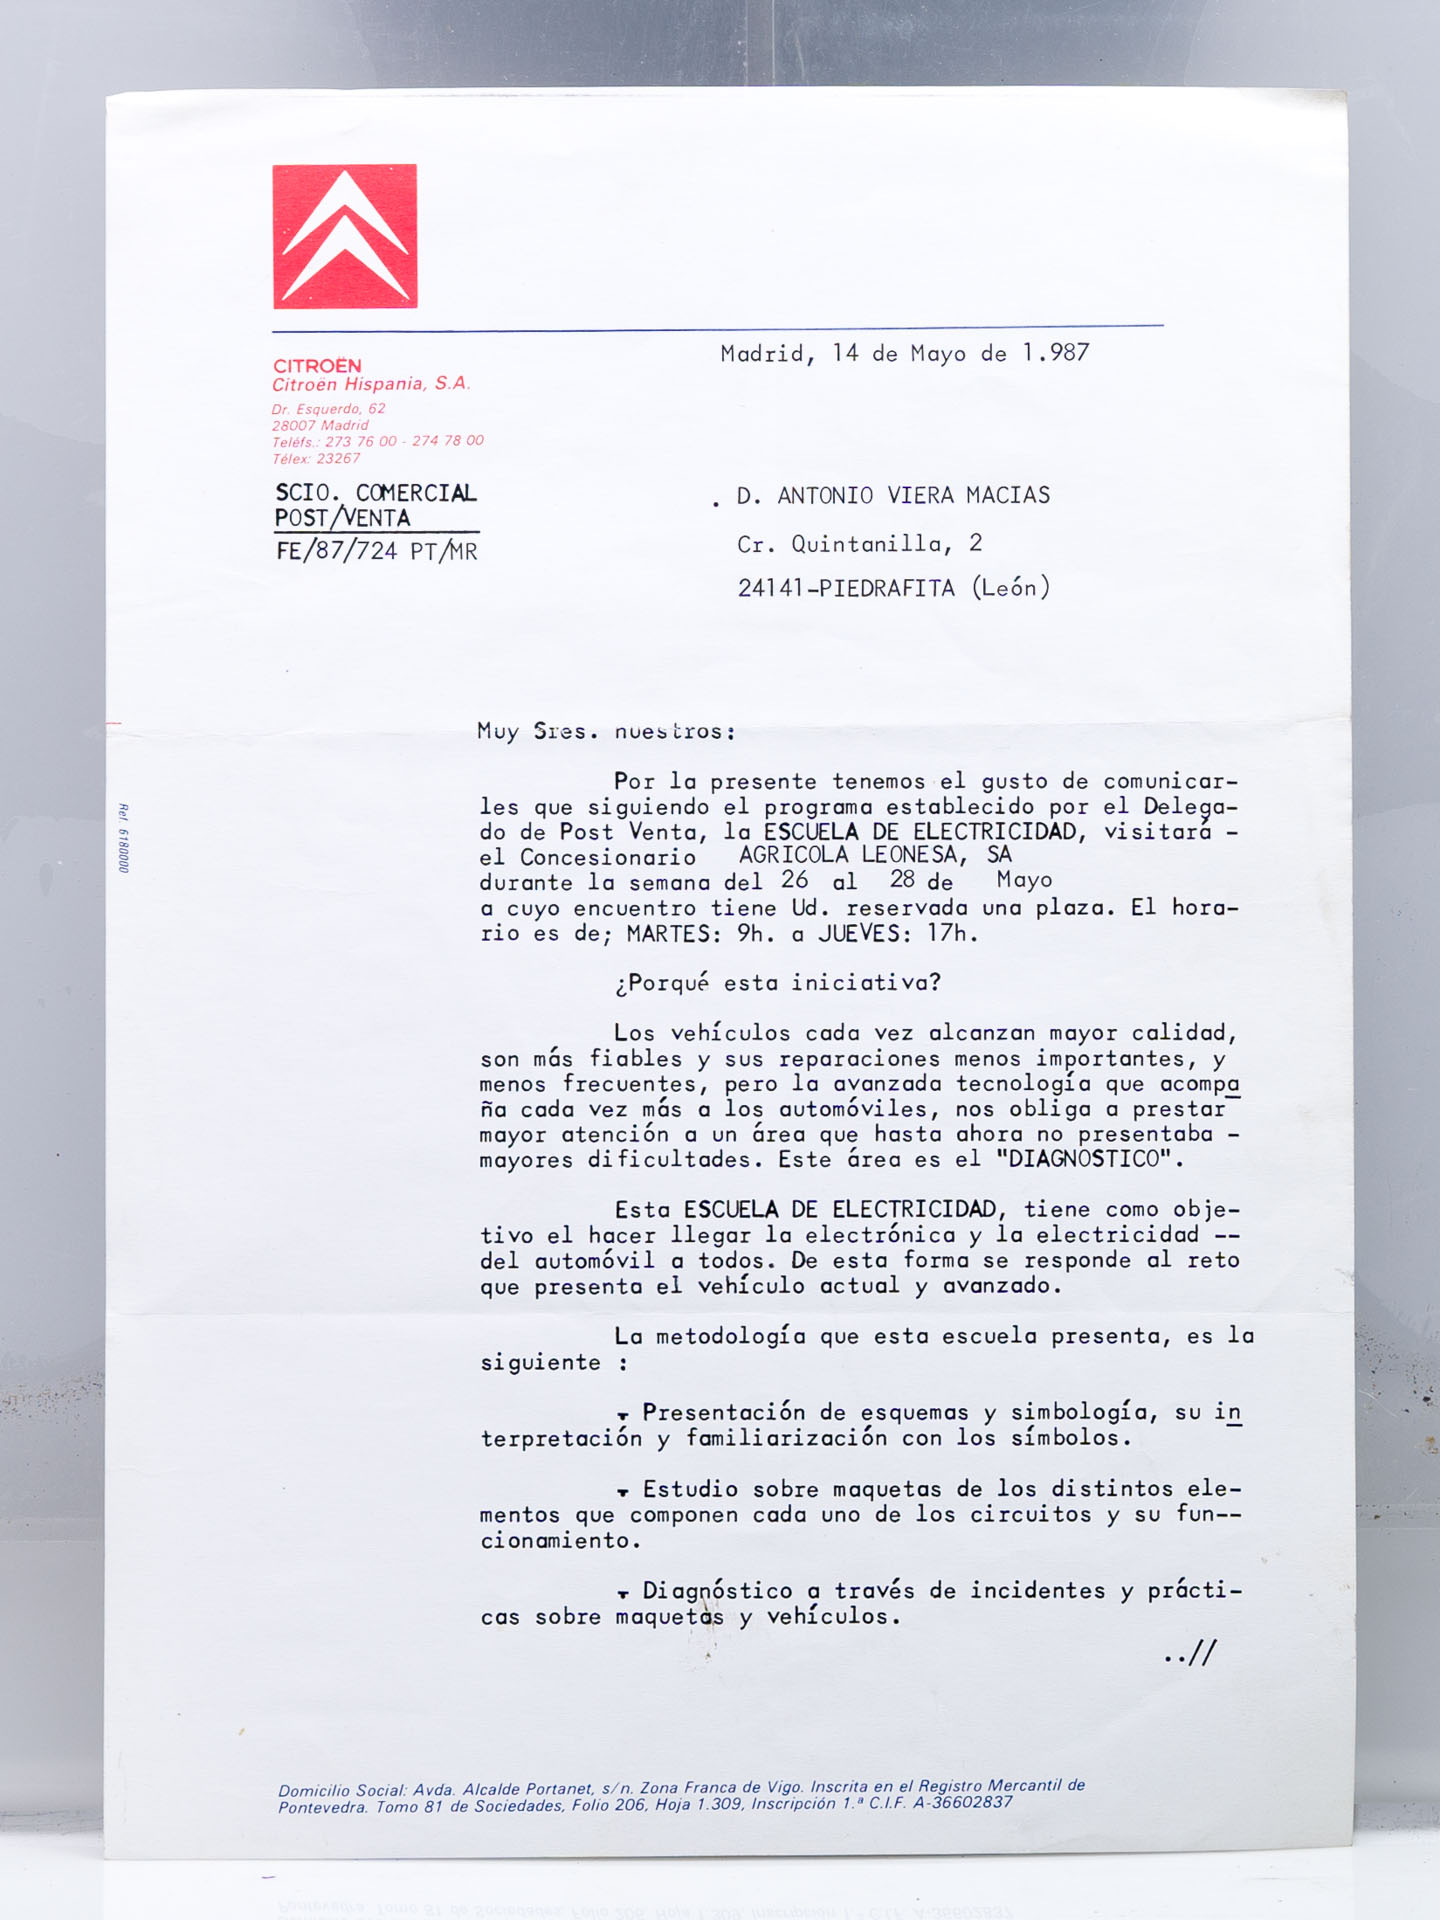 CITROËN
Citroën Hispania, S.A.
Dr. Esquerdo, 62
28007 Madrid
Teléfs.: 273 76 00 - 274 78 00
Télex: 23267
SCIO. COMERCIAL
POST/VENTA
FE/87/724 PT/MR
Madrid, 14 de Mayo de 1.987
. D. ANTONIO VIERA MACIAS
Cr. Quintanilla, 2
24141-PIEDRAFITA (León)
Ref. 6180000
Muy Sres. nuestros:
Por la presente tenemos el gusto de comunicar-
les que siguiendo el programa establecido por el Delega-
do de Post Venta, la ESCUELA DE ELECTRICIDAD, visitará -
el Concesionario AGRICOLA LEONESA, SA
durante la semana del 26 al 28 de Mayo
a cuyo encuentro tiene Ud. reservada una plaza. El hora-
rio es de; MARTES: 9h. a JUEVES: 17h.
¿Porqué esta iniciativa?
Los vehículos cada vez alcanzan mayor calidad,
son más fiables y sus reparaciones menos importantes, y
menos frecuentes, pero la avanzada tecnología que acompa
ña cada vez más a los automóviles, nos obliga a prestar
mayor atención a un área que hasta ahora no presentaba -
mayores dificultades. Este área es el "DIAGNOSTICO".
Esta ESCUELA DE ELECTRICIDAD, tiene como obje-
tivo el hacer llegar la electrónica y la electricidad --
del automóvil a todos. De esta forma se responde al reto
que presenta el vehículo actual y avanzado.
La metodología que esta escuela presenta, es la
siguiente :
- Presentación de esquemas y simbología, su in
terpretación y familiarización con los símbolos.
- Estudio sobre maquetas de los distintos ele-
mentos que componen cada uno de los circuitos y su fun--
cionamiento.
- Diagnóstico a través de incidentes y prácti-
cas sobre maquetas y vehículos.
..//
Domicilio Social: Avda. Alcalde Portanet, s/n. Zona Franca de Vigo. Inscrita en el Registro Mercantil de
Pontevedra. Tomo 81 de Sociedades, Folio 206, Hoja 1.309, Inscripción 1.ª C.I.F. A-36602837